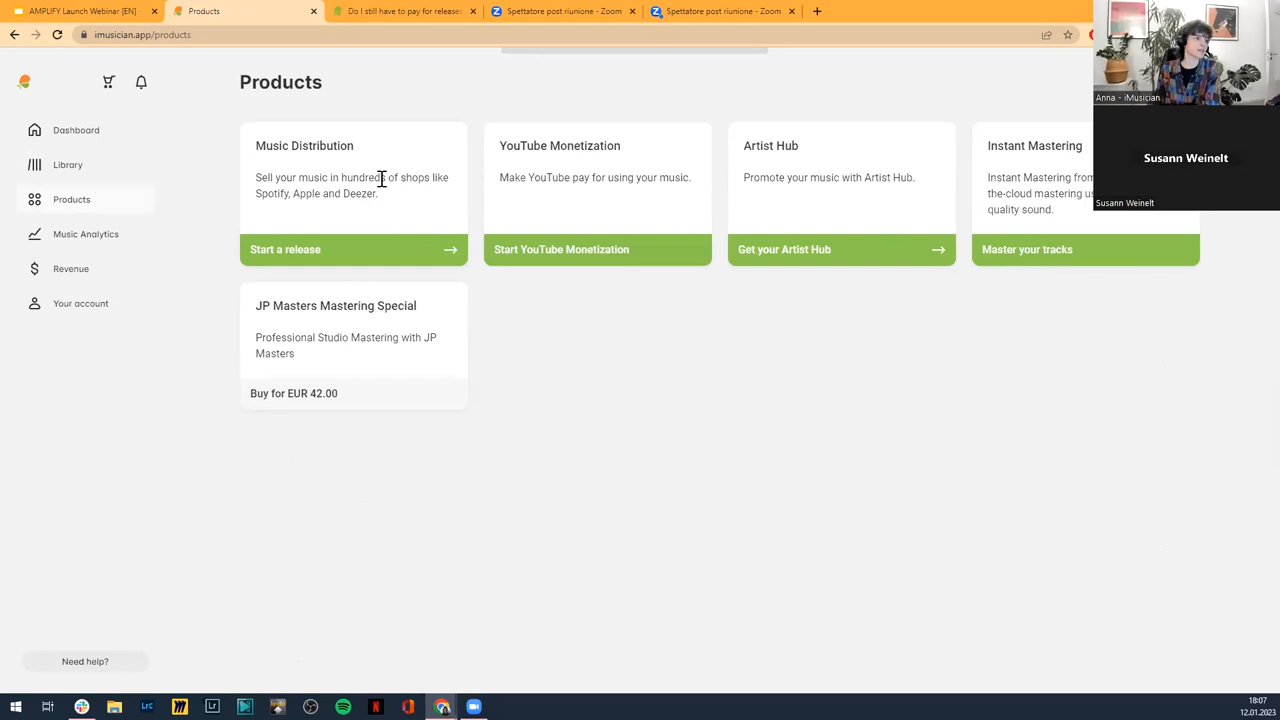 AMPLIFY Launch Webinar [EN] -
Products
Do I still have to pay for release
Spettatore post riunione - Zoom
Spettatore post riunione - Zoom
imusician.app/products
Anna - iMusician
Susann Weinelt
Susann Weinelt
Dashboard
Library
Products
Music Analytics
Revenue
Your account
Need help?
Products
Music Distribution
Sell your music in hundreds of shops like
Spotify, Apple and Deezer.
Start a release
YouTube Monetization
Make YouTube pay for using your music.
Start YouTube Monetization
Artist Hub
Promote your music with Artist Hub.
Get your Artist Hub
Instant Mastering
Instant Mastering from
the-cloud mastering
quality sound.
Master your tracks
JP Masters Mastering Special
Professional Studio Mastering with JP
Masters
Buy for EUR 42.00
Lrc
Lr
18:07
12.01.2023